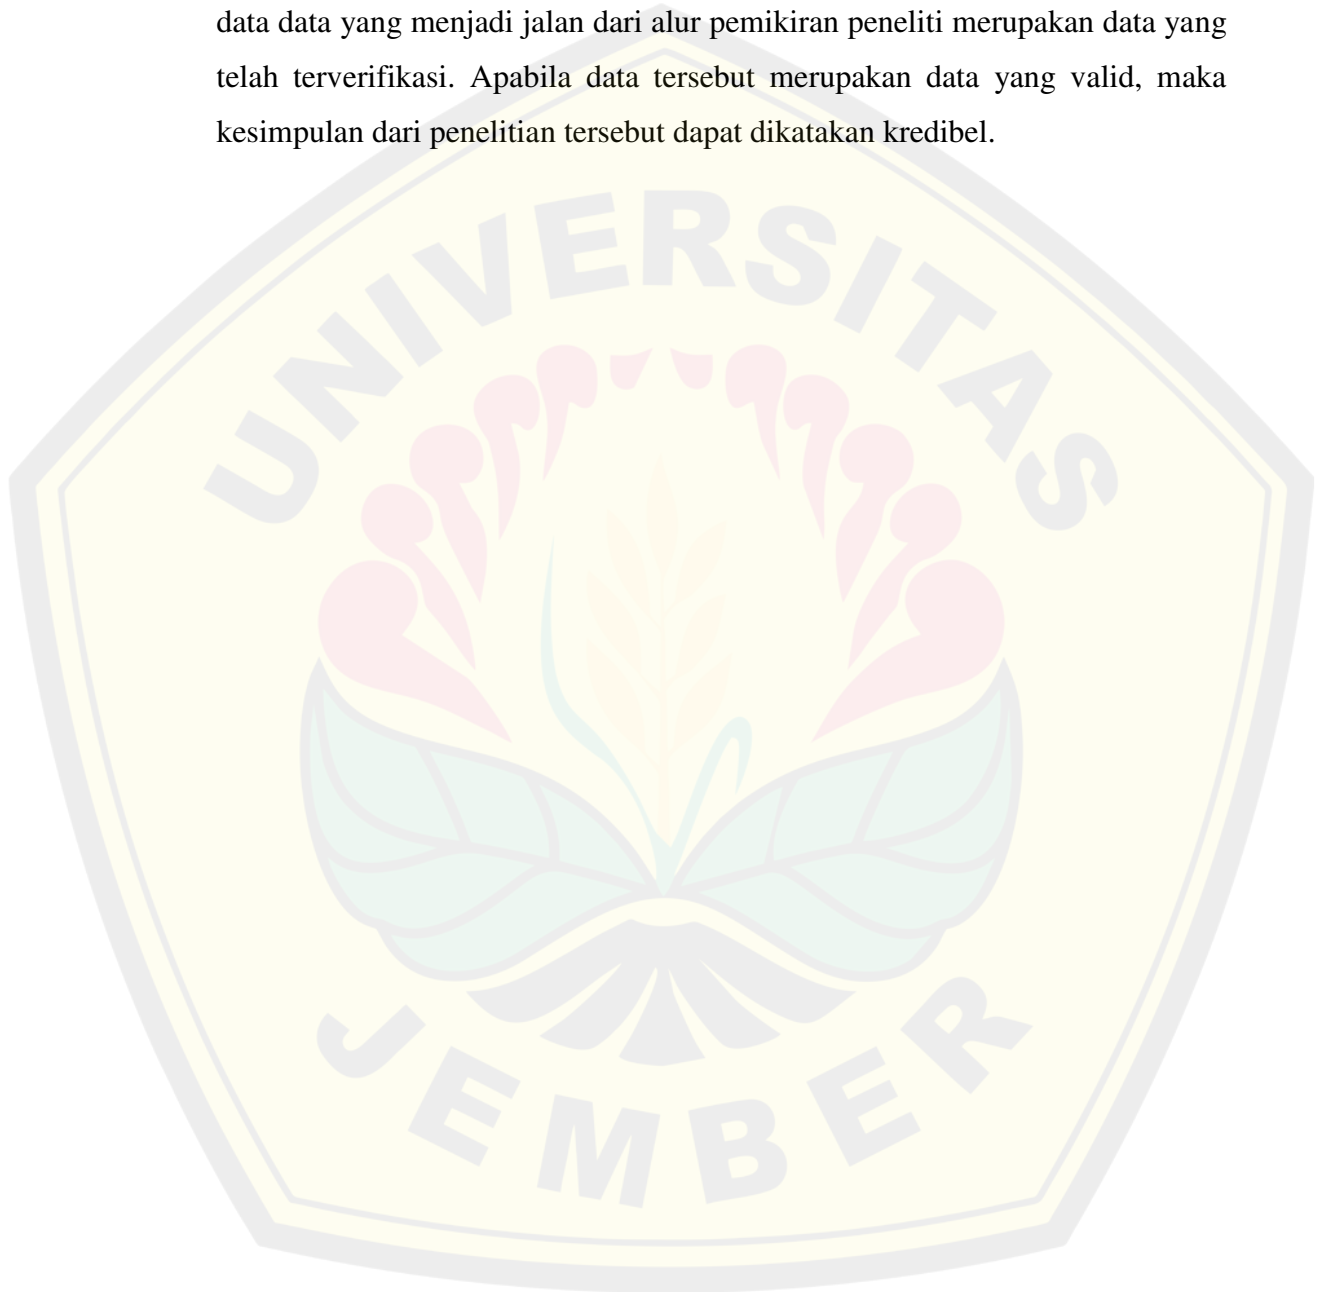 data data yang menjadi jalan dari alur pemikiran peneliti merupakan data yang
telah terverifikasi. Apabila data tersebut merupakan data yang valid, maka
kesimpulan dari penelitian tersebut dapat dikatakan kredibel.
UNIVERSITAS
JEMBER